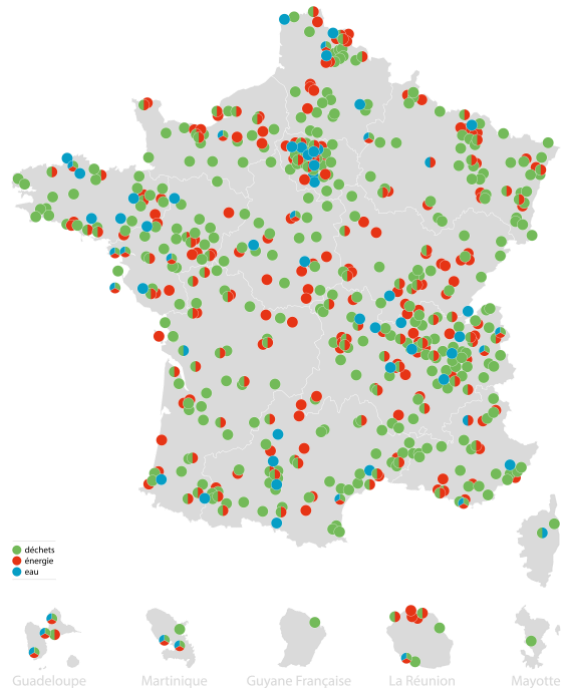 déchets
énergie
eau
Guadeloupe
Martinique
Guyane Française
La Réunion
Mayotte